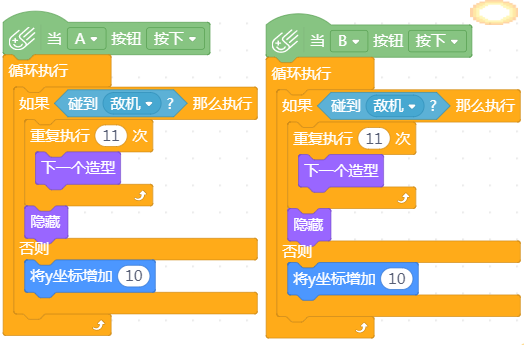 当 A 按钮 按下
循环执行
如果 碰到 敌机 ? 那么执行
重复执行 11 次
下一个造型
隐藏
否则
将y坐标增加 10
当 B 按钮 按下
循环执行
如果 碰到 敌机 ? 那么执行
重复执行 11 次
下一个造型
隐藏
否则
将y坐标增加 10